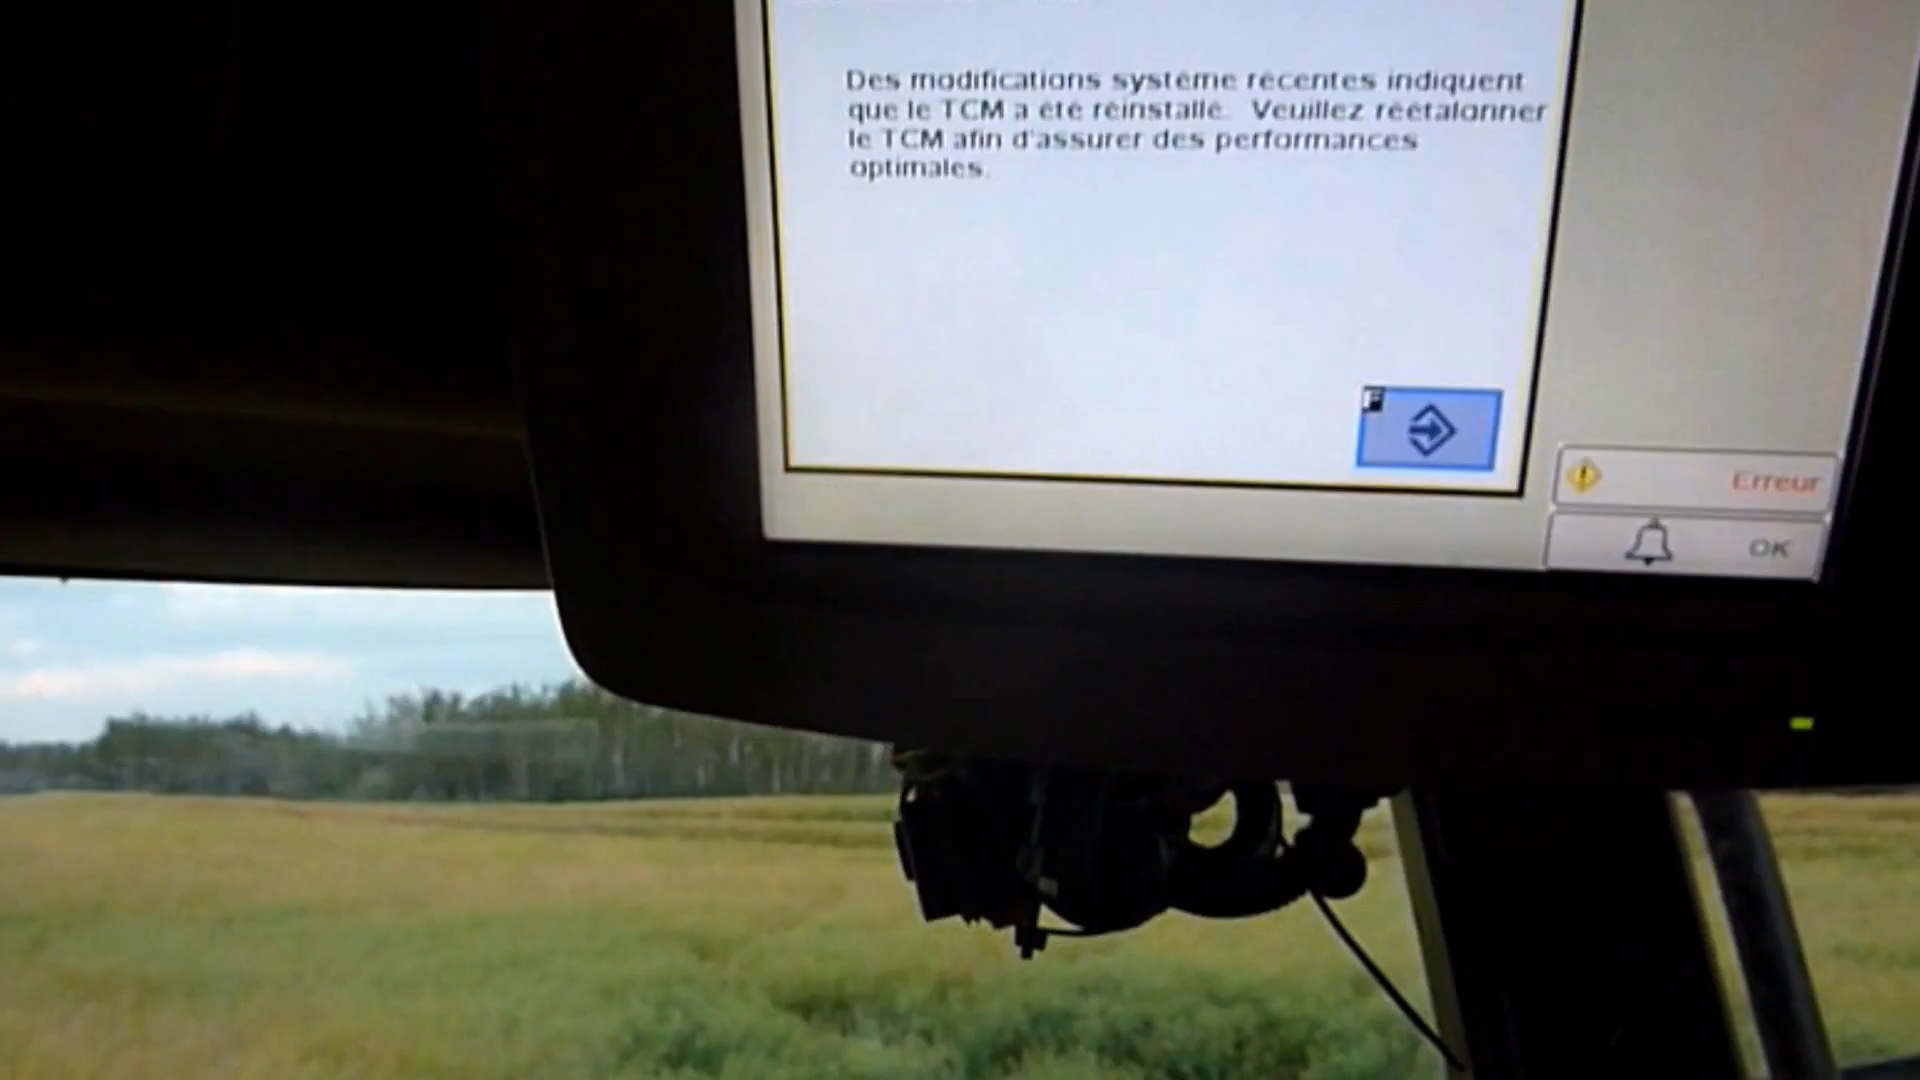 Des modifications système récentes indiquent
que le TCM a été réinstallé. Veuillez réétalonner
le TCM afin d'assurer des performances
optimales.
Erreur
OK